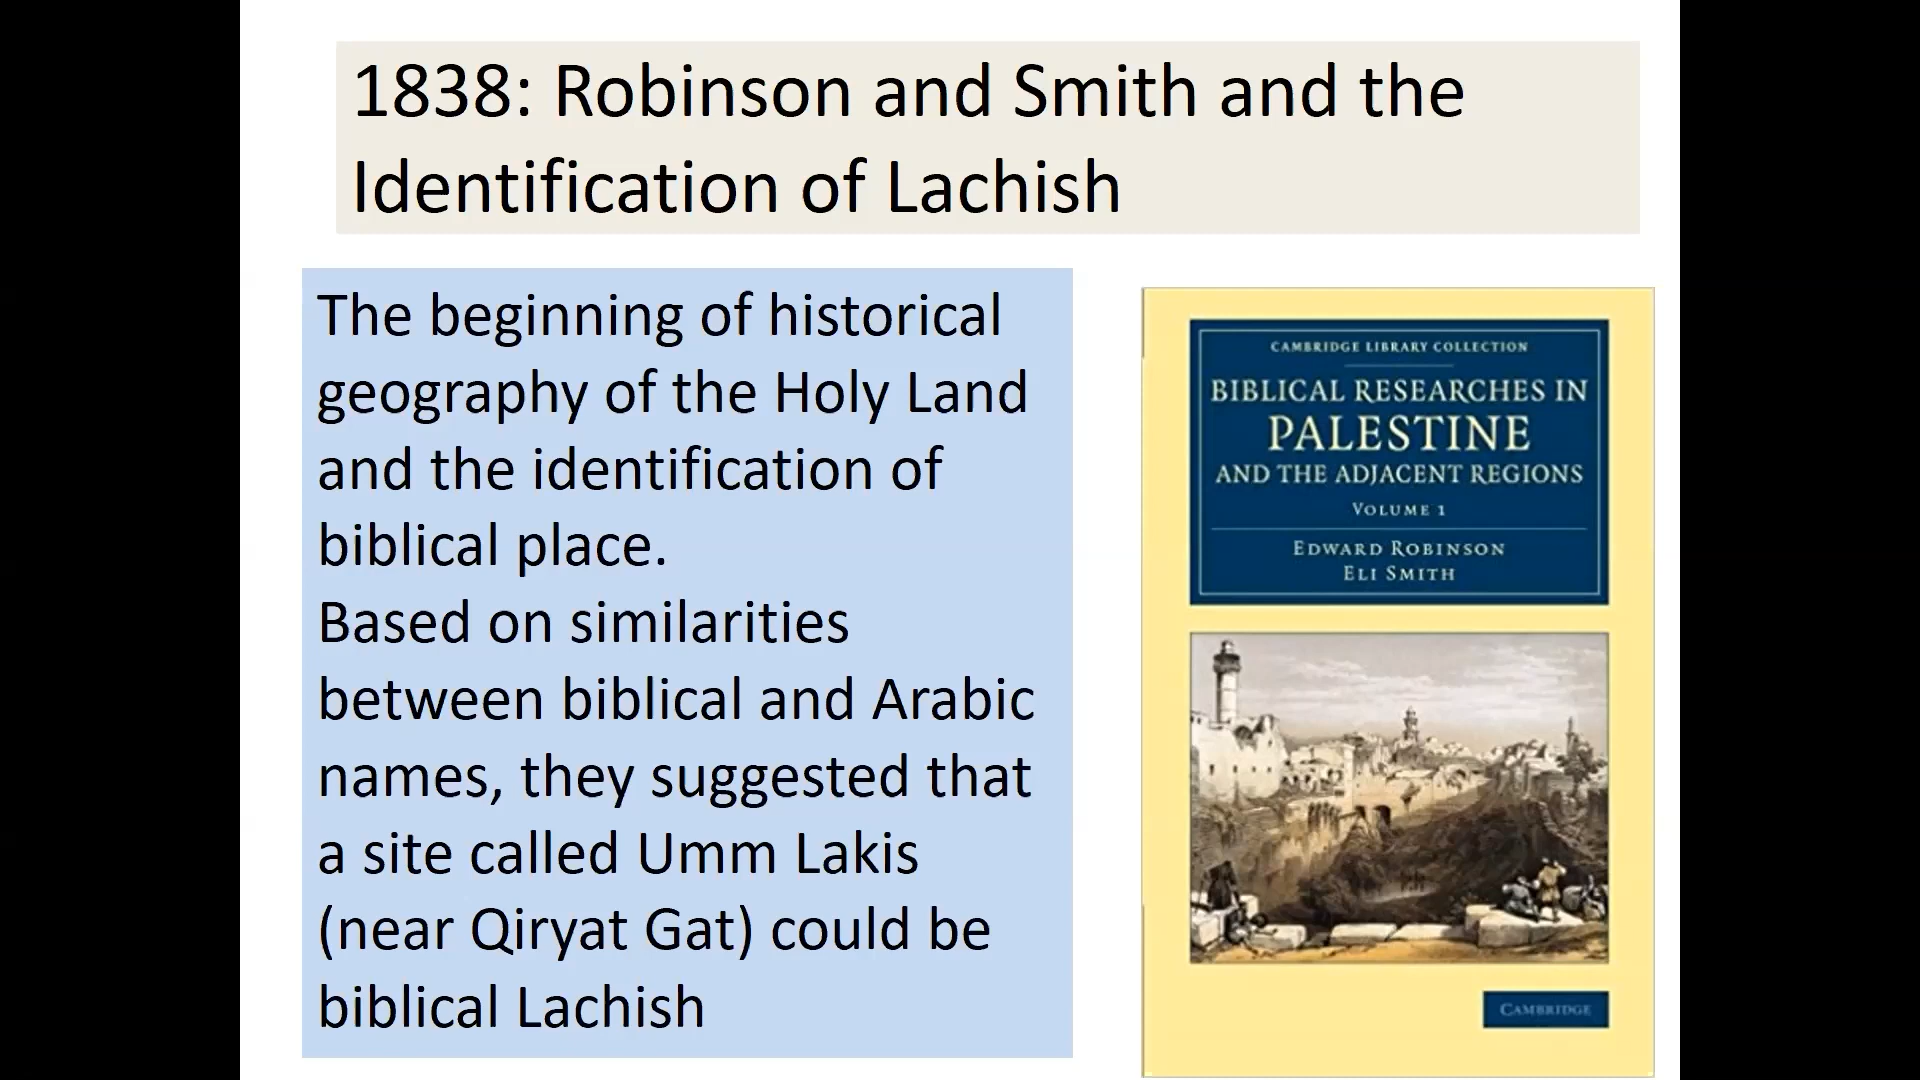 1838: Robinson and Smith and the
Identification of Lachish
The beginning of historical
geography of the Holy Land
and the identification of
biblical place.
Based on similarities
between biblical and Arabic
names, they suggested that
a site called Umm Lakis
(near Qiryat Gat) could be
biblical Lachish
CAMBRIDGE LIBRARY COLLECTION
BIBLICAL RESEARCHES IN
PALESTINE
AND THE ADJACENT REGIONS
VOLUME 1
EDWARD ROBINSON
ELI SMITH
CAMBRIDGE